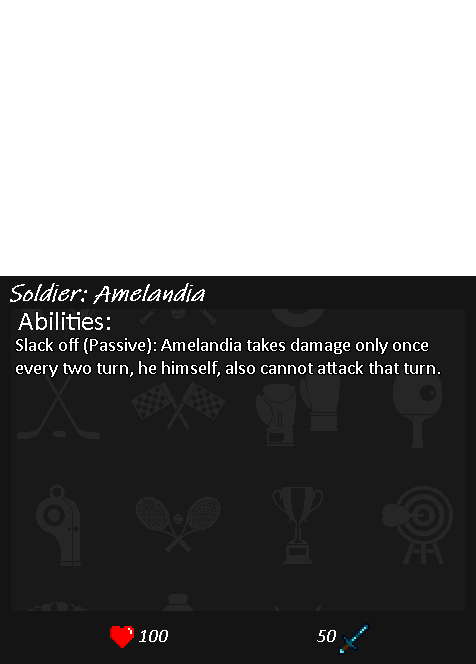 Soldier: Amelandia
Abilities:
Slack off (Passive): Amelandia takes damage only once
every two turn, he himself, also cannot attack that turn.
100 50